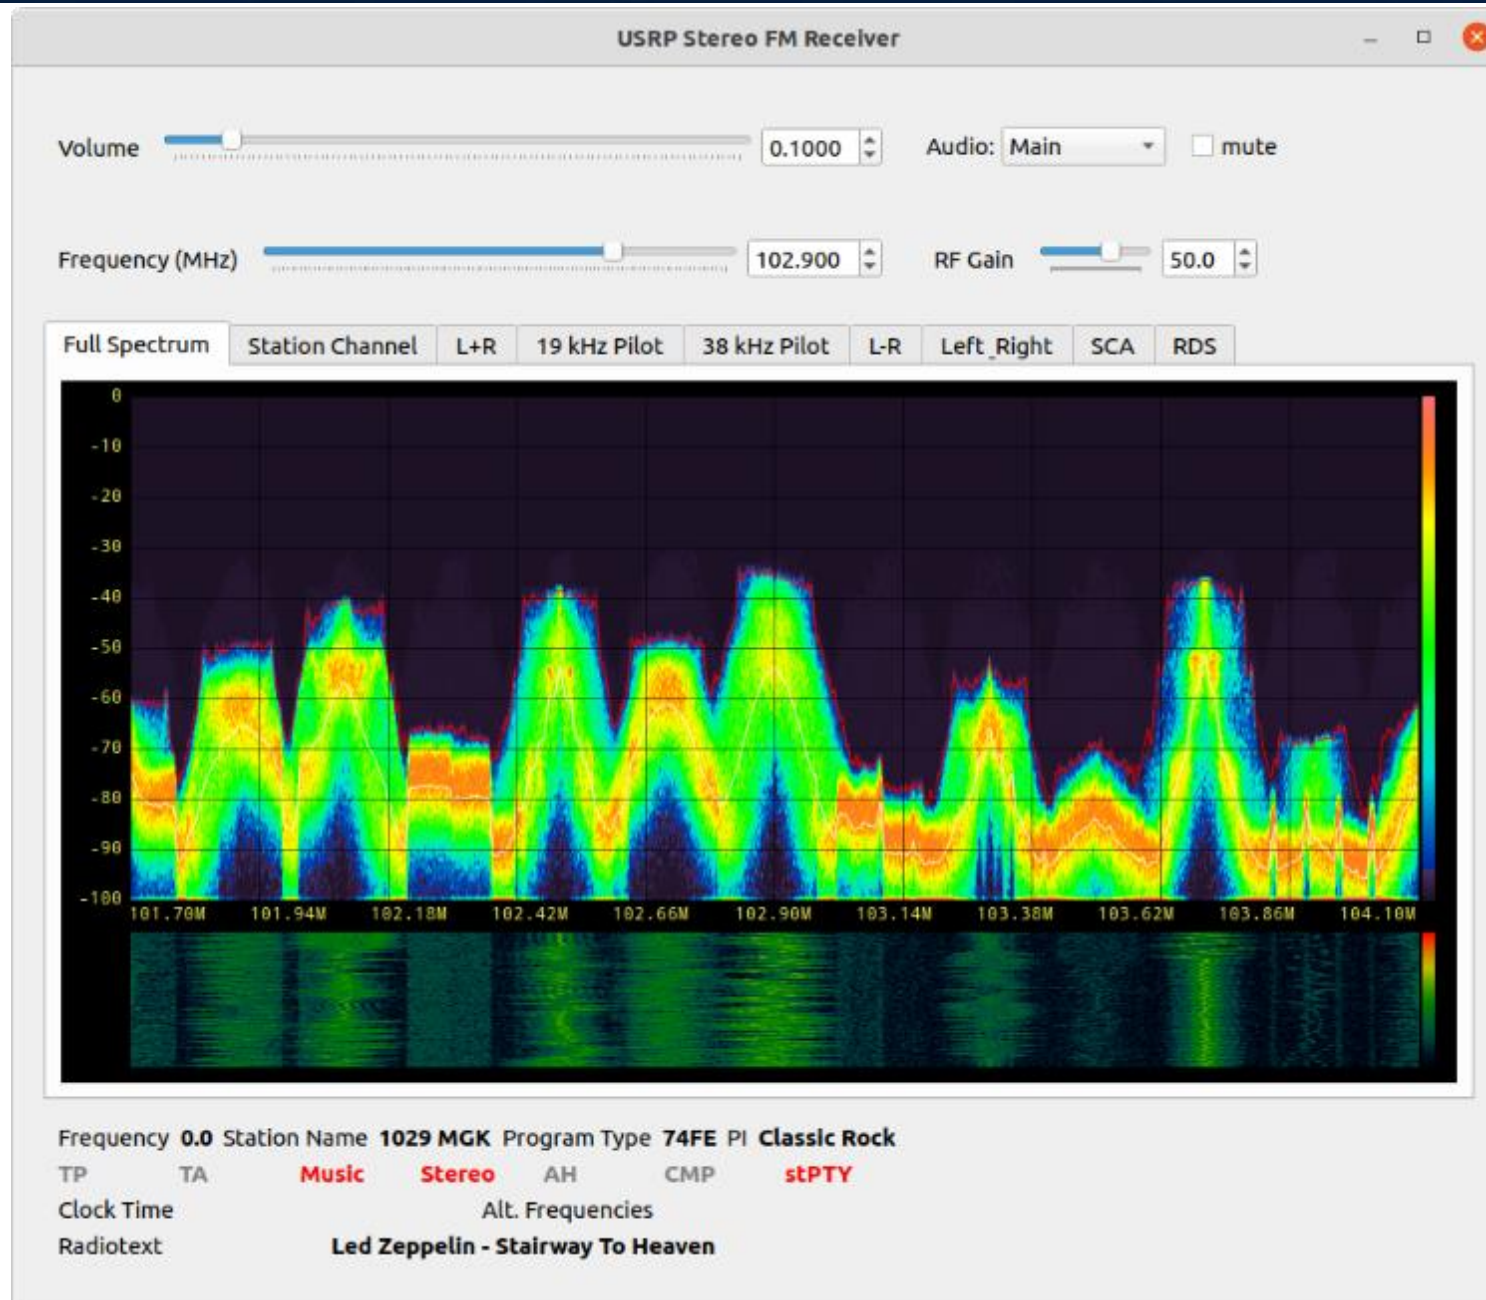 USRP Stereo FM Receiver
Volume 0.1000 Audio: Main mute
Frequency (MHz) 102.900 RF Gain 50.0
Full Spectrum Station Channel L+R 19 kHz Pilot 38 kHz Pilot L-R Left_Right SCA RDS
0
-10
-20
-30
-40
-50
-60
-70
-80
-90
-100
101.70M 101.94M 102.18M 102.42M 102.66M 102.90M 103.14M 103.38M 103.62M 103.86M 104.10M
Frequency 0.0 Station Name 1029 MGK Program Type 74FE PI Classic Rock
TP TA Music Stereo AH CMP stPTY
Clock Time Alt. Frequencies
Radiotext Led Zeppelin - Stairway To Heaven